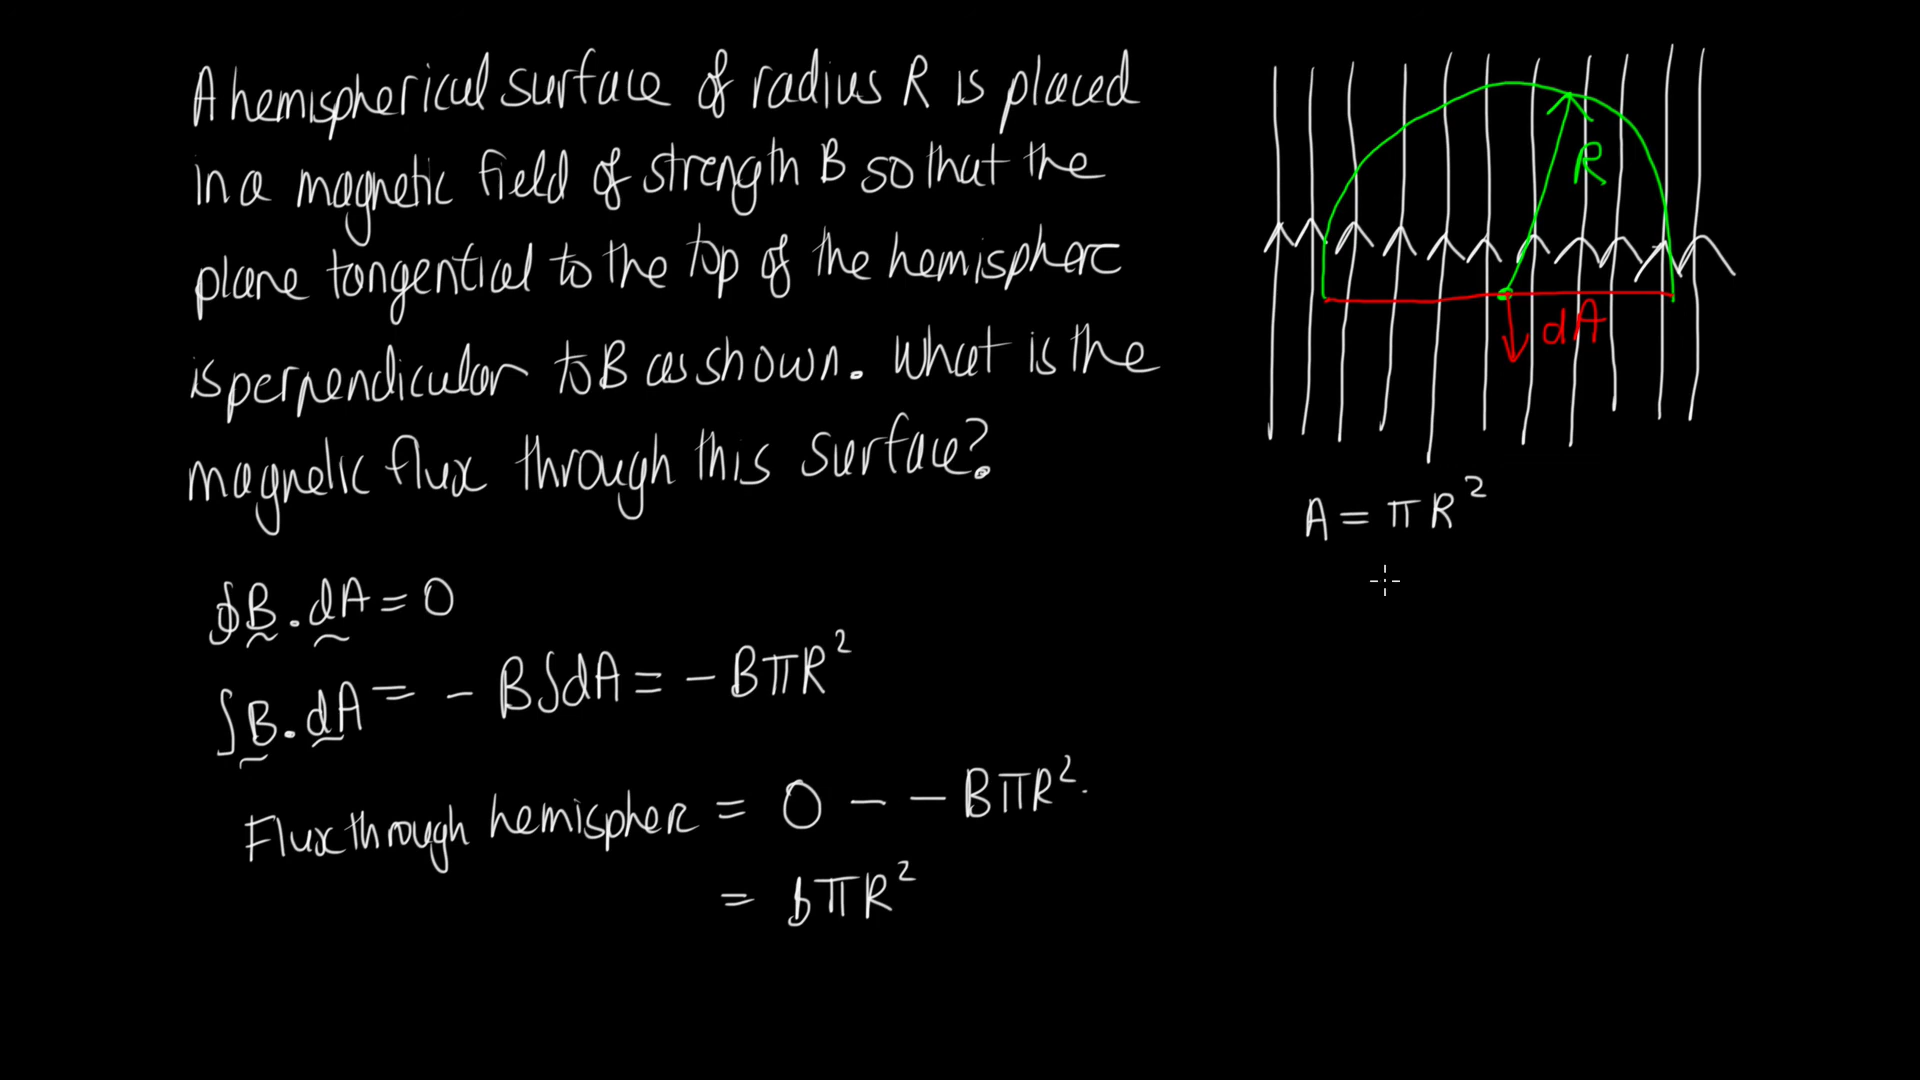 A hemispherical surface of radius R is placed
in a magnetic field of strength B so that the
plane tangential to the top of the hemisphere
is perpendicular to B as shown. What is the
magnetic flux through this surface?
R
dA
A = πR²
∮B . dA = 0
∫B . dA = - B∫dA = - BπR²
Flux through hemisphere = 0 - - BπR².
= BπR²